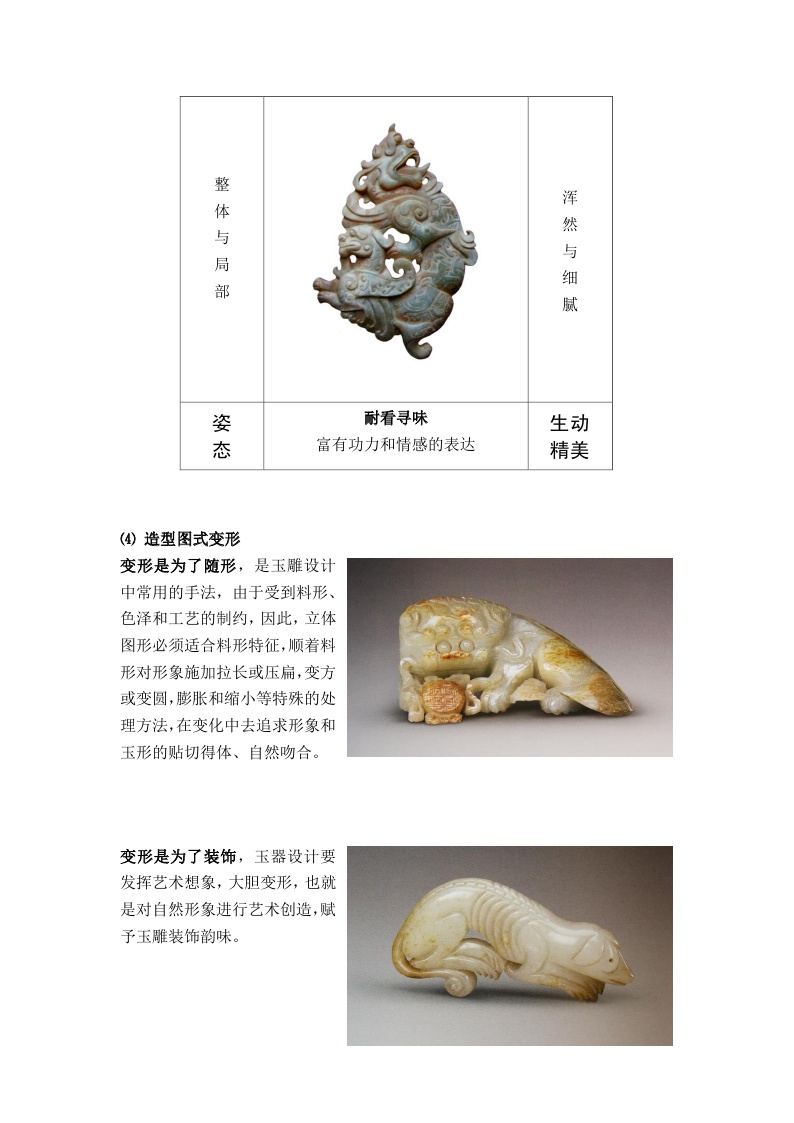 整
体
与
局
部
浑
然
与
细
腻
姿
态
耐看寻味
富有功力和情感的表达
生动
精美
⑷ 造型图式变形
变形是为了随形，是玉雕设计
中常用的手法，由于受到料形、
色泽和工艺的制约，因此，立体
图形必须适合料形特征，顺着料
形对形象施加拉长或压扁，变方
或变圆，膨胀和缩小等特殊的处
理方法，在变化中去追求形象和
玉形的贴切得体、自然吻合。
变形是为了装饰，玉器设计要
发挥艺术想象，大胆变形，也就
是对自然形象进行艺术创造，赋
予玉雕装饰韵味。